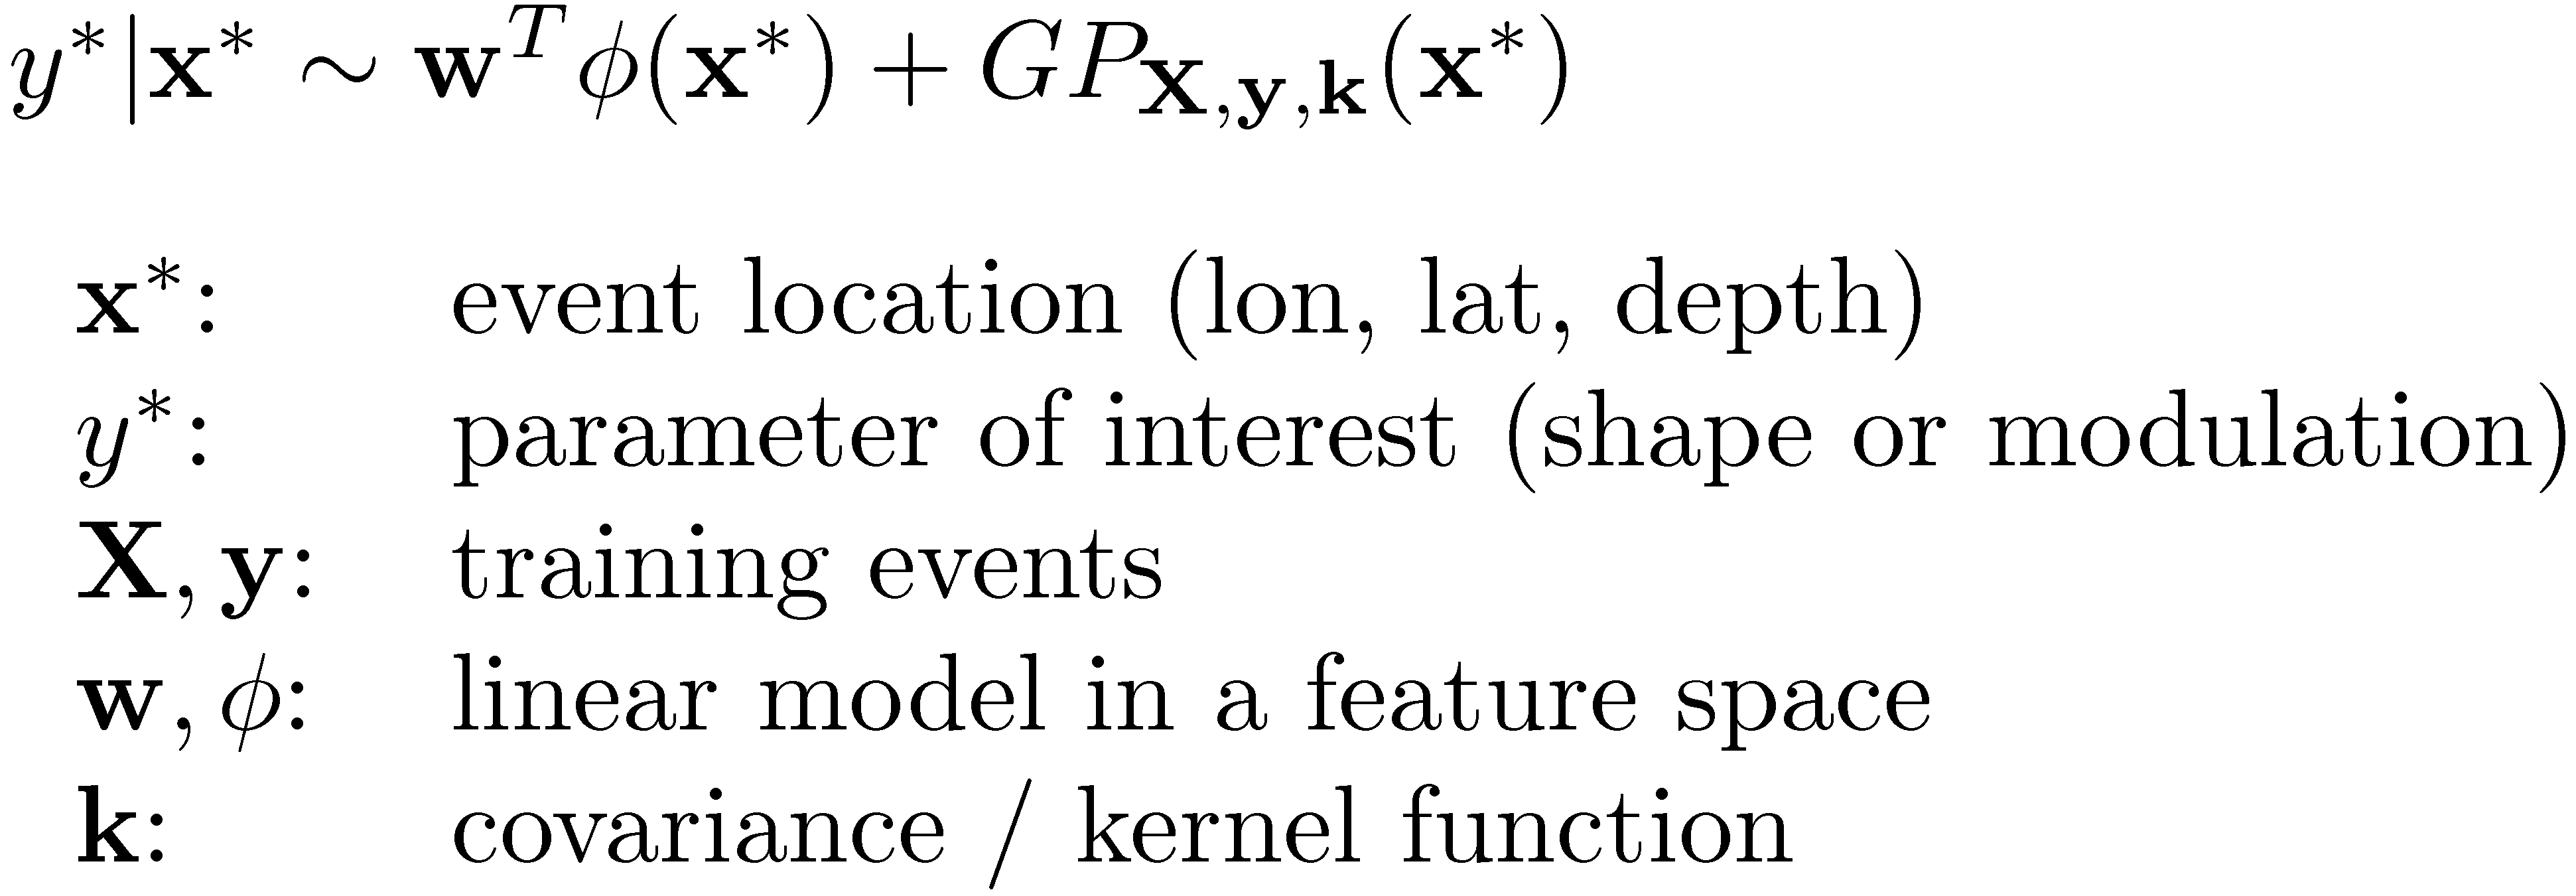 y*|x* ∼ w^T ϕ(x*) + GP_{X,y,k}(x*)
x*: event location (lon, lat, depth)
y*: parameter of interest (shape or modulation)
X, y: training events
w, ϕ: linear model in a feature space
k: covariance / kernel function